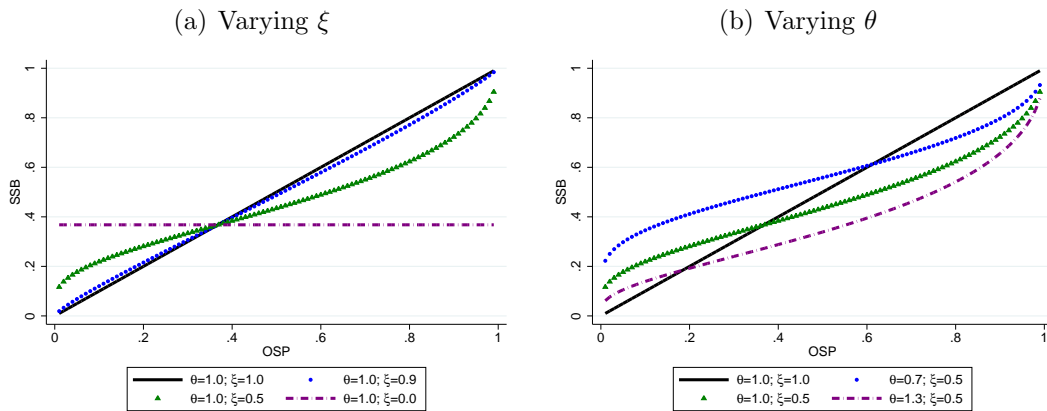 (a) Varying ξ
(b) Varying θ
SSB
1
.8
.6
.4
.2
0
0
.2
.4
.6
.8
1
OSP
θ=1.0; ξ=1.0
θ=1.0; ξ=0.9
θ=1.0; ξ=0.5
θ=1.0; ξ=0.0
SSB
1
.8
.6
.4
.2
0
0
.2
.4
.6
.8
1
OSP
θ=1.0; ξ=1.0
θ=0.7; ξ=0.5
θ=1.0; ξ=0.5
θ=1.3; ξ=0.5